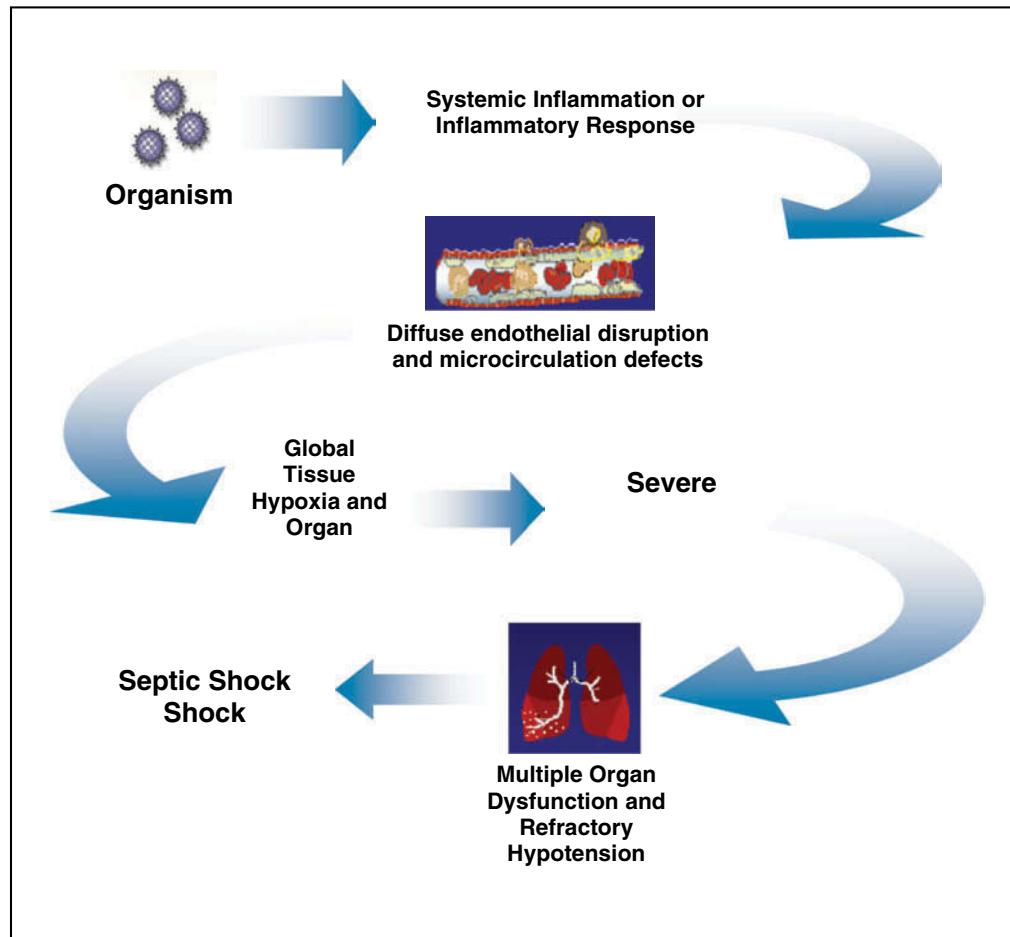 Systemic Inflammation or
Inflammatory Response
Organism
Diffuse endothelial disruption
and microcirculation defects
Global
Tissue
Hypoxia and
Organ
Severe
Septic Shock
Shock
Multiple Organ
Dysfunction and
Refractory
Hypotension